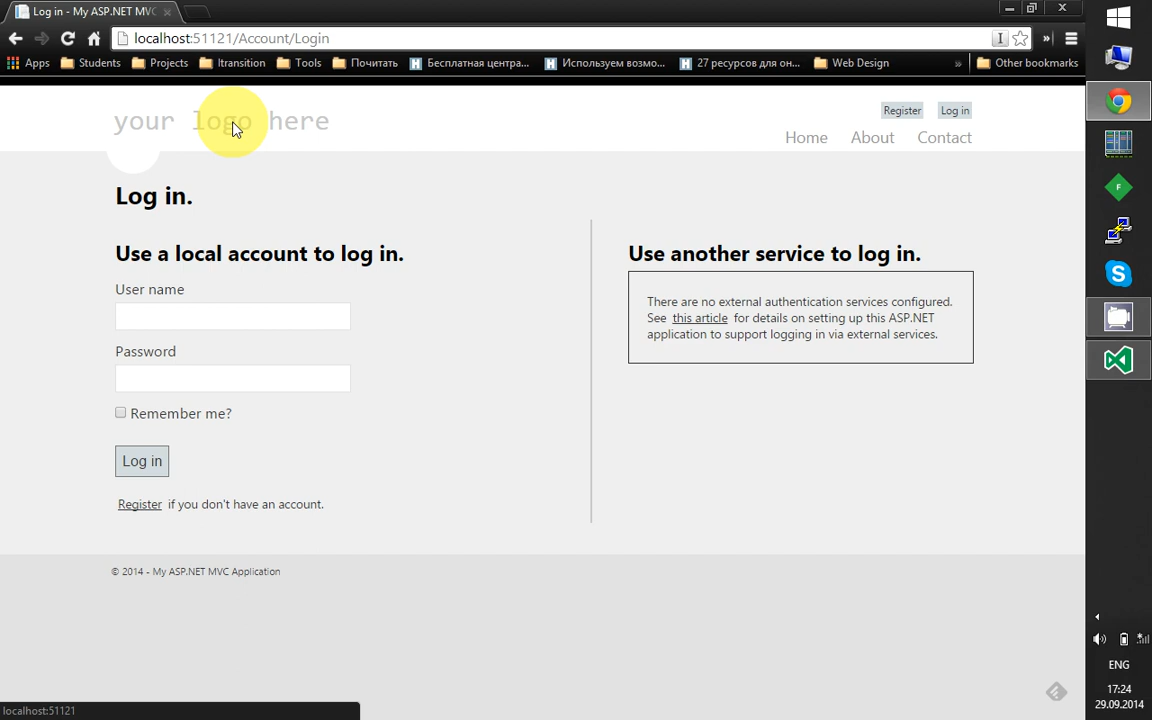 Log in - My ASP.NET MVC
localhost:51121/Account/Login
Apps Students Projects Itransition Tools Почитать Бесплатная центра... Используем возмо... 27 ресурсов для он... Web Design » Other bookmarks
your logo here
Register Log in
Home About Contact
Log in.
Use a local account to log in.
User name
Password
Remember me?
Log in
Register if you don't have an account.
Use another service to log in.
There are no external authentication services configured.
See this article for details on setting up this ASP.NET
application to support logging in via external services.
© 2014 - My ASP.NET MVC Application
localhost:51121
F
S
ENG
17:24
29.09.2014